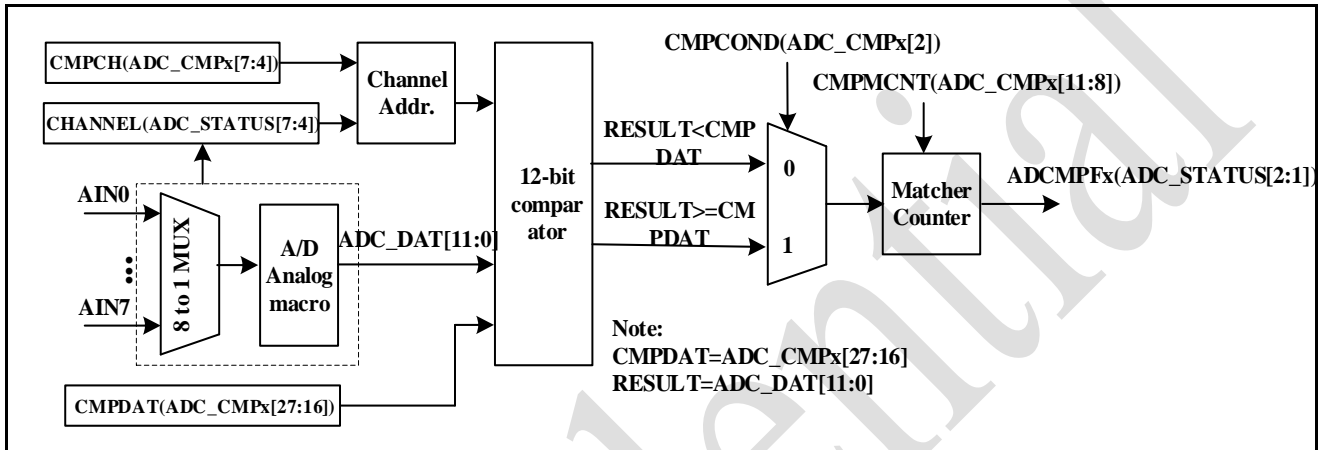 CMPCH(ADC_CMPx[7:4])
CHANNEL(ADC_STATUS[7:4])
Channel
Addr.
AIN0
...
AIN7
8 to 1 MUX
A/D
Analog
macro
ADC_DAT[11:0]
CMPDAT(ADC_CMPx[27:16])
12-bit
compar
ator
RESULT<CMP
DAT
RESULT>=CM
PDAT
CMPCOND(ADC_CMPx[2])
0
1
CMPMCNT(ADC_CMPx[11:8])
Matcher
Counter
ADCMPFx(ADC_STATUS[2:1])
Note:
CMPDAT=ADC_CMPx[27:16]
RESULT=ADC_DAT[11:0]
ential